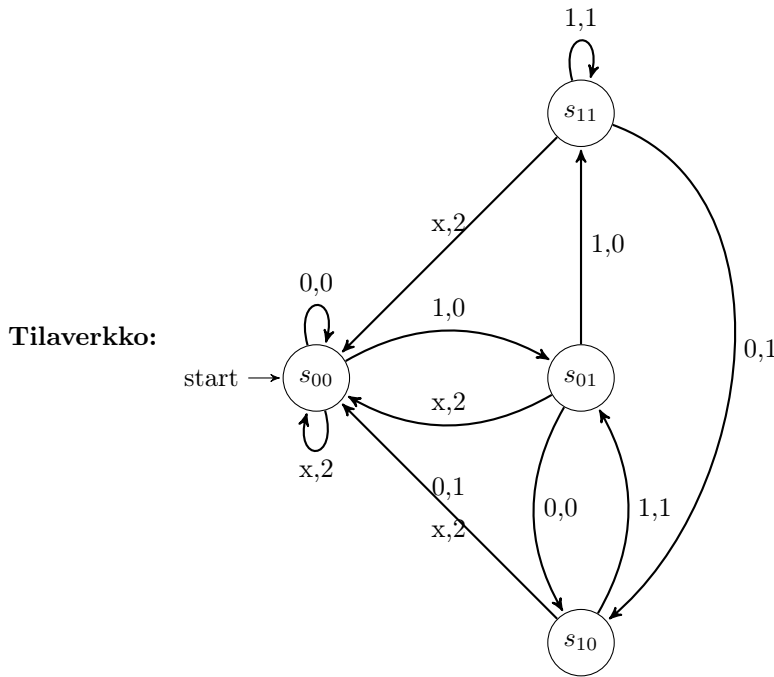 1,1
s11
x,2
1,0
0,0
1,0
Tilaverkko:
0,1
start
s00
s01
x,2
x,2
0,1
x,2
0,0
1,1
s10